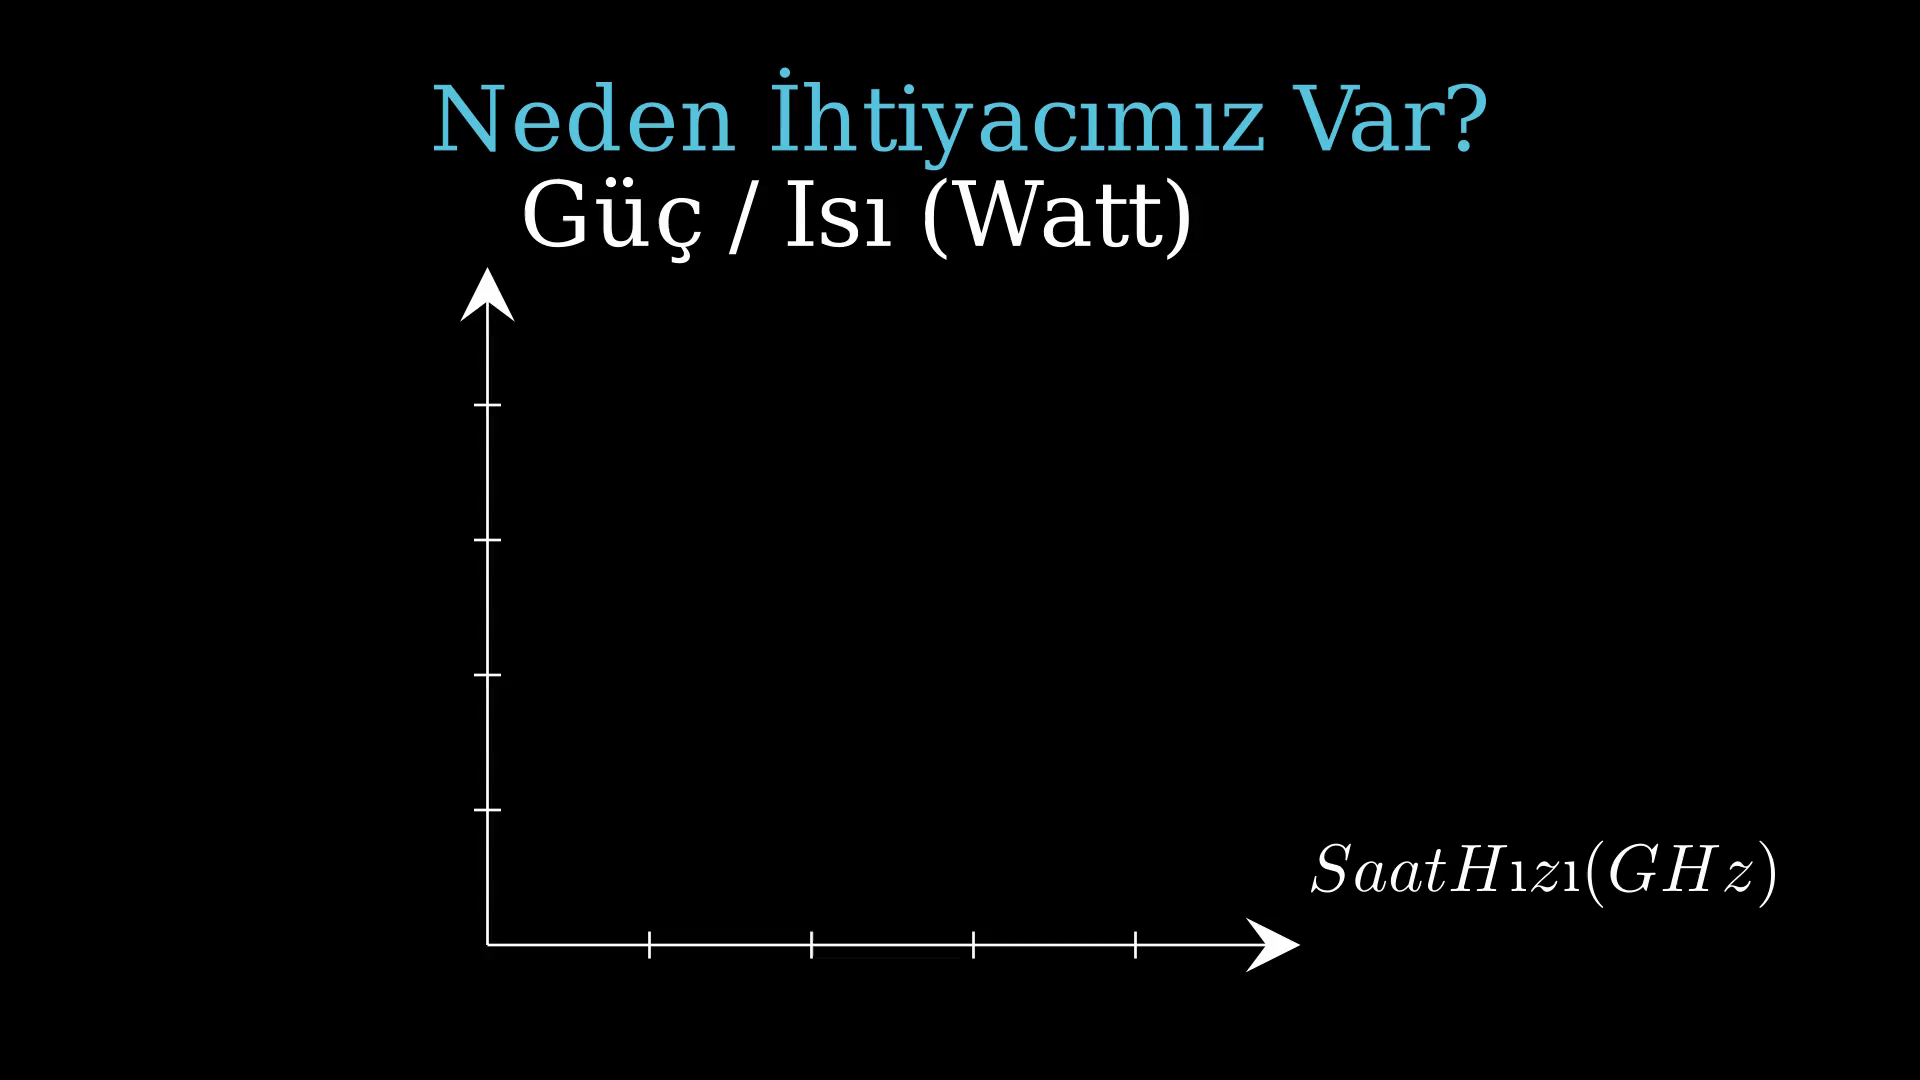 Neden İhtiyacımız Var?
Güç / Isı (Watt)
SaatHızı(GHz)